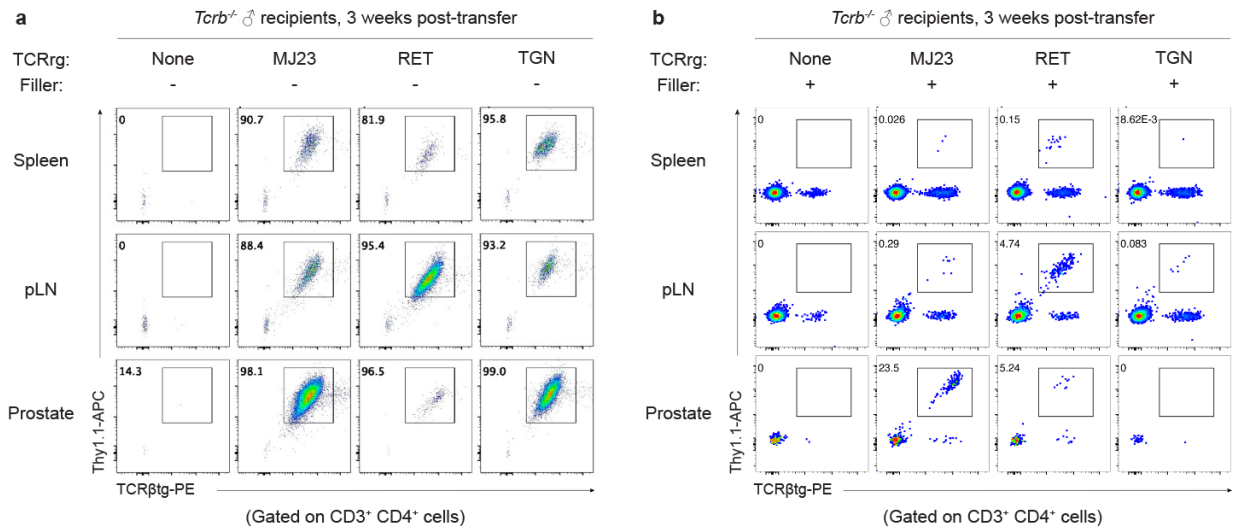 a
Tcrb-/- ♂ recipients, 3 weeks post-transfer
TCRrg: None MJ23 RET TGN
Filler: - - - -
Spleen 0 90.7 81.9 95.8
pLN 0 88.4 95.4 93.2
Prostate 14.3 98.1 96.5 99.0
Thy1.1-APC
TCRβtg-PE
(Gated on CD3+ CD4+ cells)
b
Tcrb-/- ♂ recipients, 3 weeks post-transfer
TCRrg: None MJ23 RET TGN
Filler: + + + +
Spleen 0 0.026 0.15 8.62E-3
pLN 0 0.29 4.74 0.083
Prostate 0 23.5 5.24 0
Thy1.1-APC
TCRβtg-PE
(Gated on CD3+ CD4+ cells)